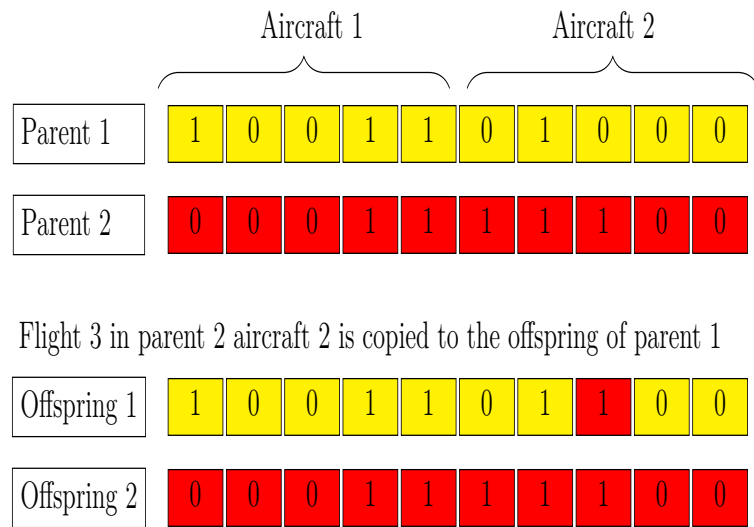 Aircraft 1 Aircraft 2
Parent 1 1 0 0 1 1 0 1 0 0 0
Parent 2 0 0 0 1 1 1 1 1 0 0
Flight 3 in parent 2 aircraft 2 is copied to the offspring of parent 1
Offspring 1 1 0 0 1 1 0 1 1 0 0
Offspring 2 0 0 0 1 1 1 1 1 0 0